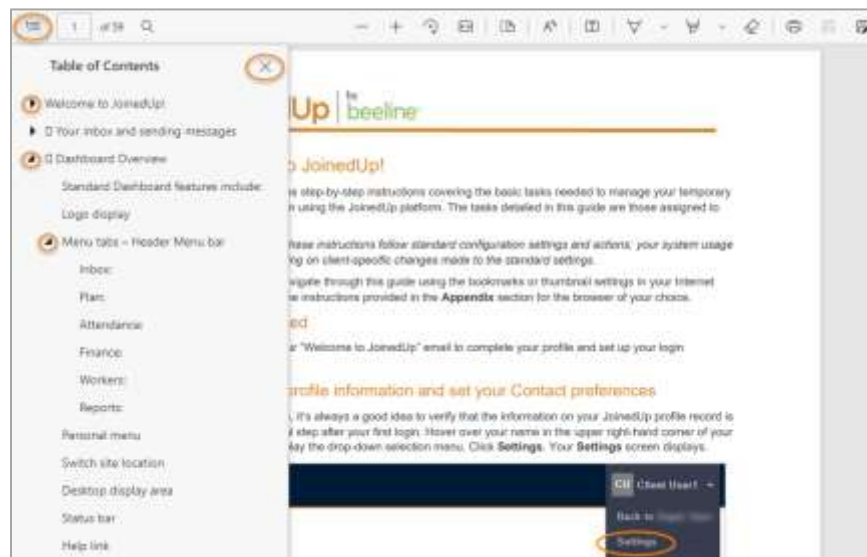 1 of 59
Table of Contents
Welcome to JoinedUp!
Your inbox and sending messages
Dashboard Overview
Standard Dashboard features include:
Logo display
Menu tabs – Header Menu bar
Inbox:
Plan:
Attendance:
Finance:
Workers:
Reports:
Personal menu
Switch site location
Desktop display area
Status bar
Help link
Up by
beeline
o JoinedUp!
step-by-step instructions covering the basic tasks needed to manage your temporary
using the JoinedUp platform. The tasks detailed in this guide are those assigned to
these instructions follow standard configuration settings and actions; your system usage
ing on client-specific changes made to the standard settings.
avigate through this guide using the bookmarks or thumbnail settings in your Internet
instructions provided in the Appendix section for the browser of your choice.
ed
r "Welcome to JoinedUp" email to complete your profile and set up your login
profile information and set your Contact preferences
, it's always a good idea to verify that the information on your JoinedUp profile record is
l step after your first login. Hover over your name in the upper right-hand corner of your
lay the drop-down selection menu. Click Settings. Your Settings screen displays.
CU Client User1
Back to
Settings